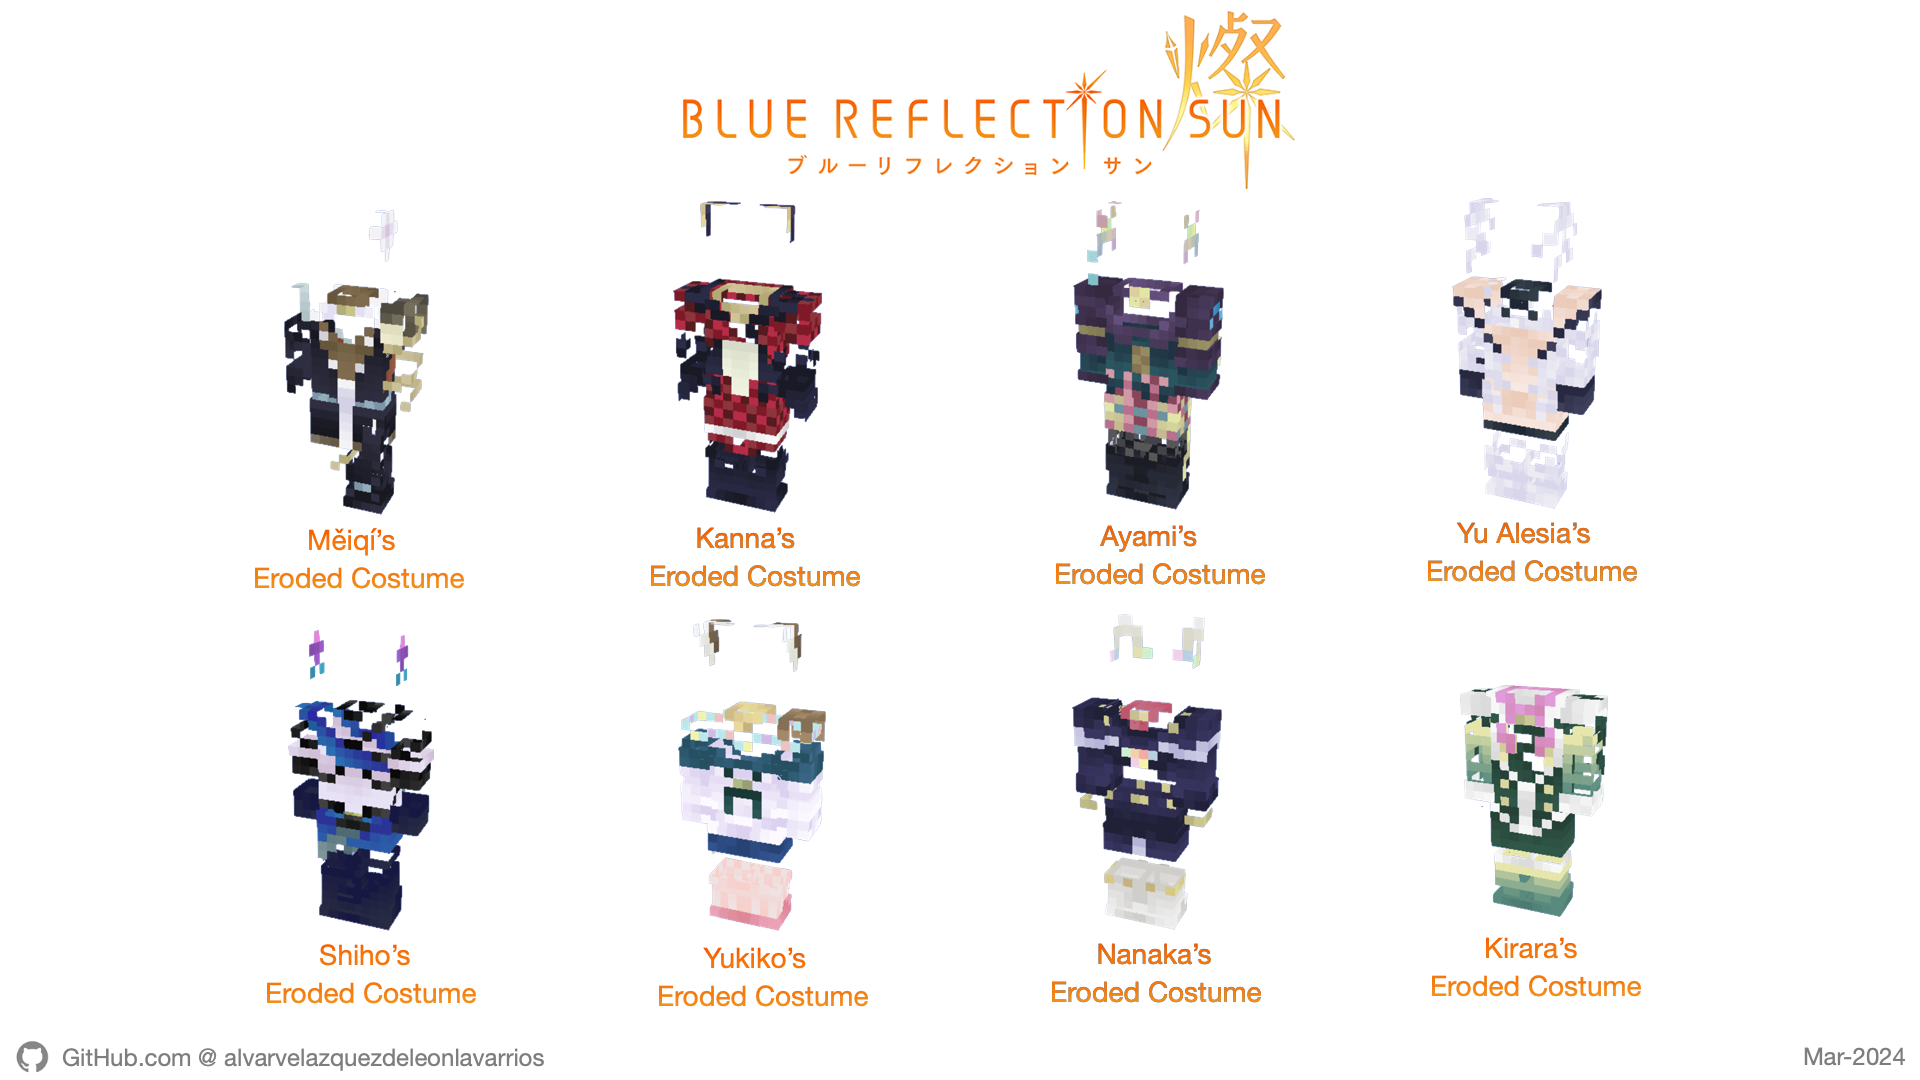 燦
BLUE REFLECTION SUN
ブルーリフレクション サン
Měiqí’s
Eroded Costume
Kanna’s
Eroded Costume
Ayami’s
Eroded Costume
Yu Alesia’s
Eroded Costume
Shiho’s
Eroded Costume
Yukiko’s
Eroded Costume
Nanaka’s
Eroded Costume
Kirara’s
Eroded Costume
GitHub.com @ alvarvelazquezdeleonlavarrios
Mar-2024